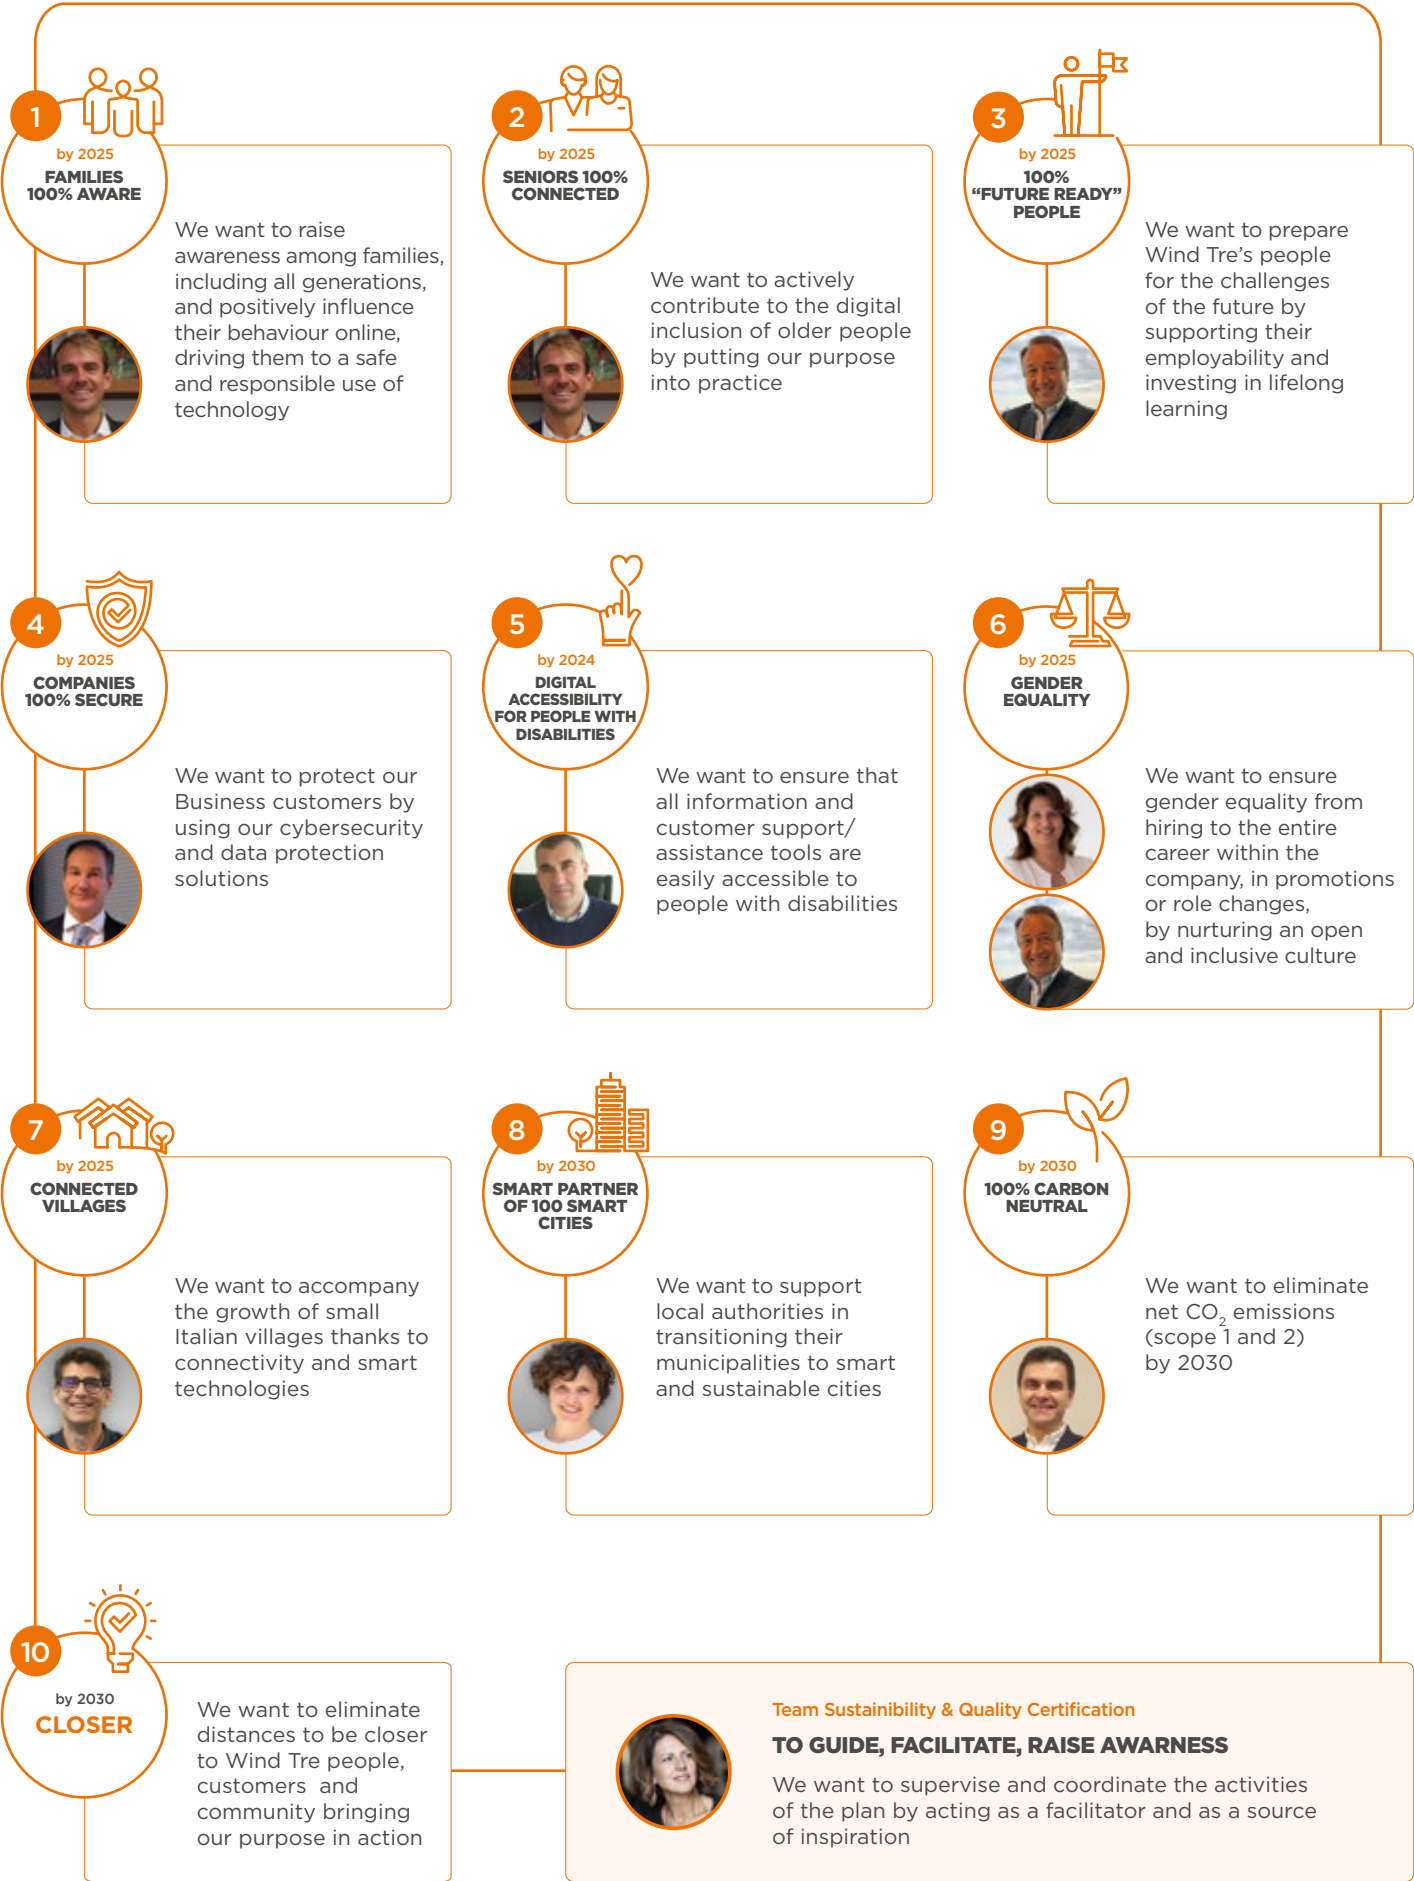 1
by 2025
FAMILIES
100% AWARE
We want to raise
awareness among families,
including all generations,
and positively influence
their behaviour online,
driving them to a safe
and responsible use of
technology
2
by 2025
SENIORS 100%
CONNECTED
We want to actively
contribute to the digital
inclusion of older people
by putting our purpose
into practice
3
by 2025
100%
“FUTURE READY”
PEOPLE
We want to prepare
Wind Tre’s people
for the challenges
of the future by
supporting their
employability and
investing in lifelong
learning
4
by 2025
COMPANIES
100% SECURE
We want to protect our
Business customers by
using our cybersecurity
and data protection
solutions
5
by 2024
DIGITAL
ACCESSIBILITY
FOR PEOPLE WITH
DISABILITIES
We want to ensure that
all information and
customer support/
assistance tools are
easily accessible to
people with disabilities
6
by 2025
GENDER
EQUALITY
We want to ensure
gender equality from
hiring to the entire
career within the
company, in promotions
or role changes,
by nurturing an open
and inclusive culture
7
by 2025
CONNECTED
VILLAGES
We want to accompany
the growth of small
Italian villages thanks to
connectivity and smart
technologies
8
by 2030
SMART PARTNER
OF 100 SMART
CITIES
We want to support
local authorities in
transitioning their
municipalities to smart
and sustainable cities
9
by 2030
100% CARBON
NEUTRAL
We want to eliminate
net CO₂ emissions
(scope 1 and 2)
by 2030
10
by 2030
CLOSER
We want to eliminate
distances to be closer
to Wind Tre people,
customers and
community bringing
our purpose in action
Team Sustainibility & Quality Certification
TO GUIDE, FACILITATE, RAISE AWARNESS
We want to supervise and coordinate the activities
of the plan by acting as a facilitator and as a source
of inspiration